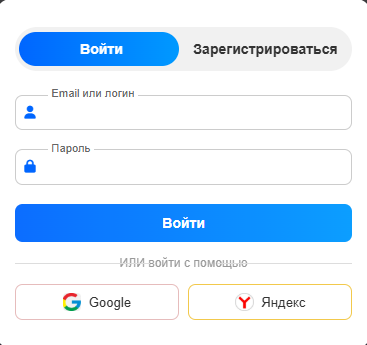 Войти Зарегистрироваться
Email или логин
Пароль
Войти
ИЛИ войти с помощью
Google Яндекс